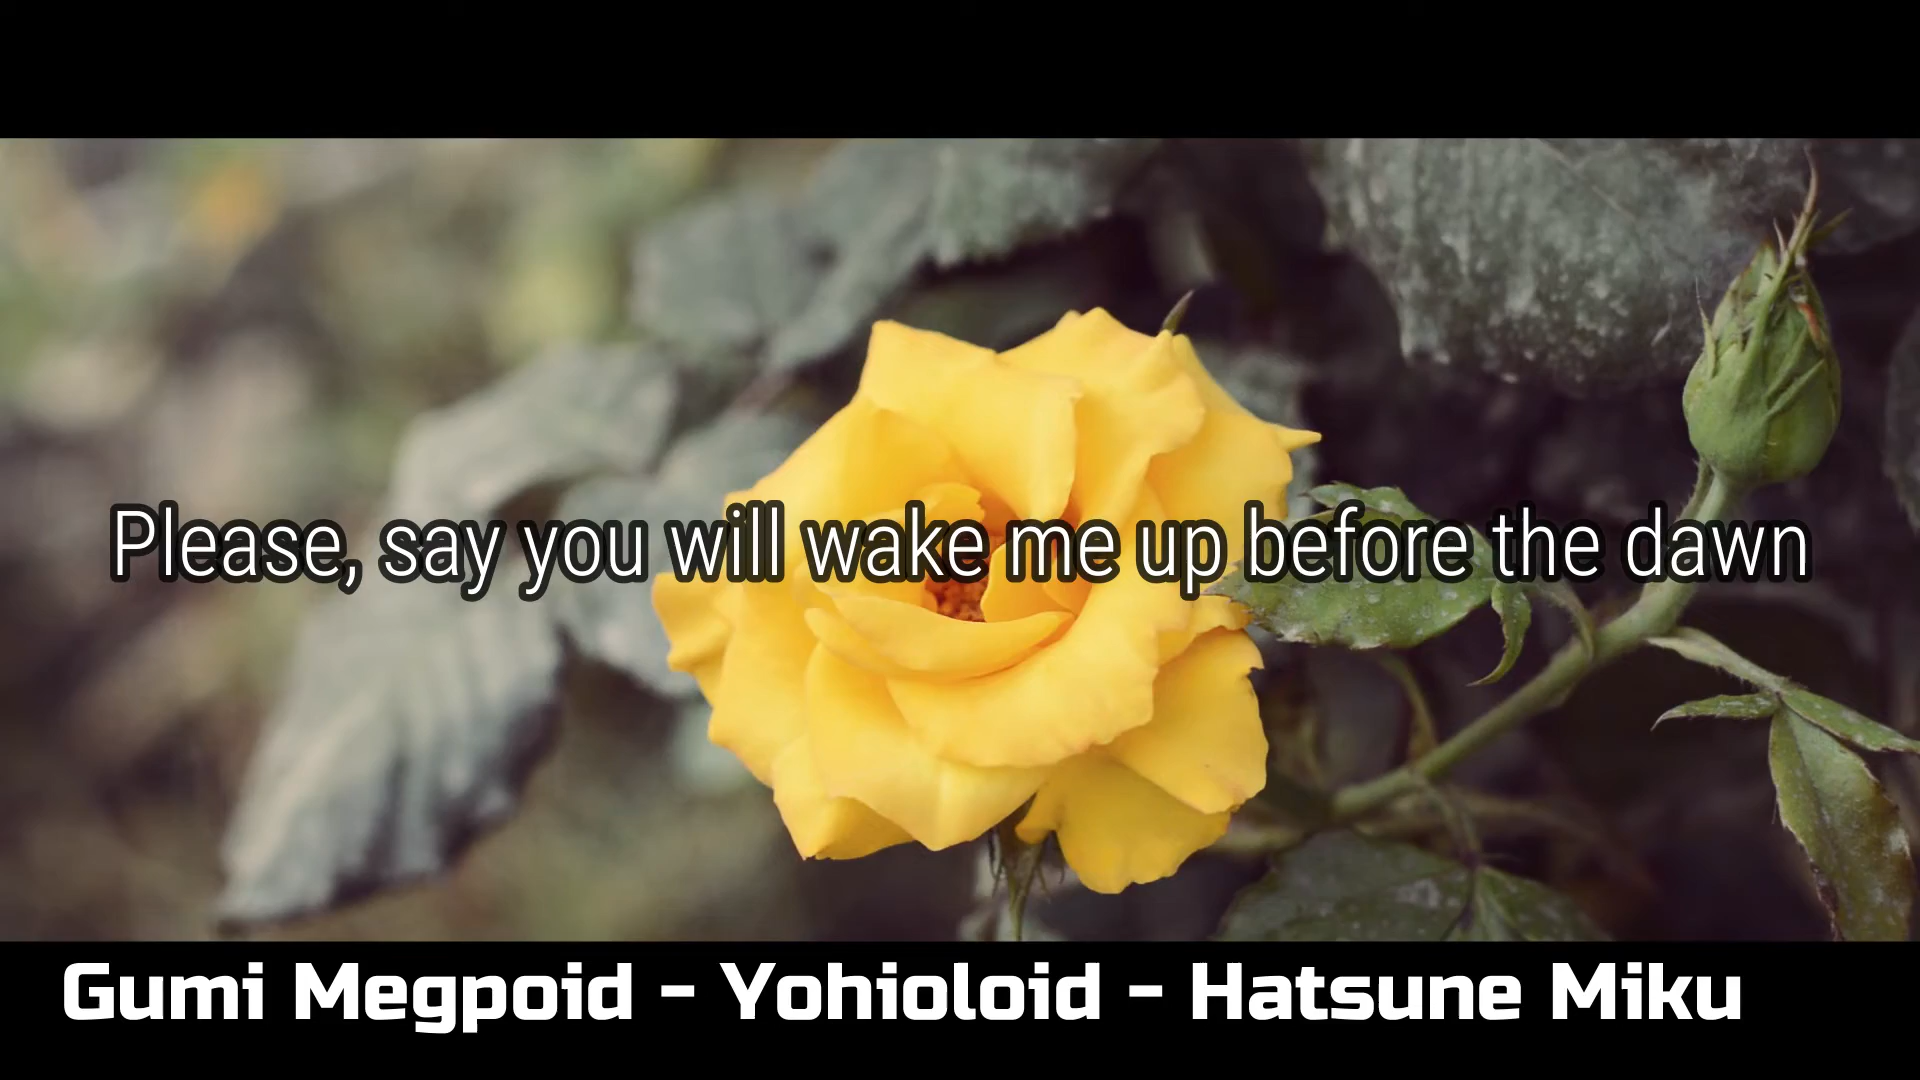 Please, say you will wake me up before the dawn
Gumi Megpoid - Yohioloid - Hatsune Miku